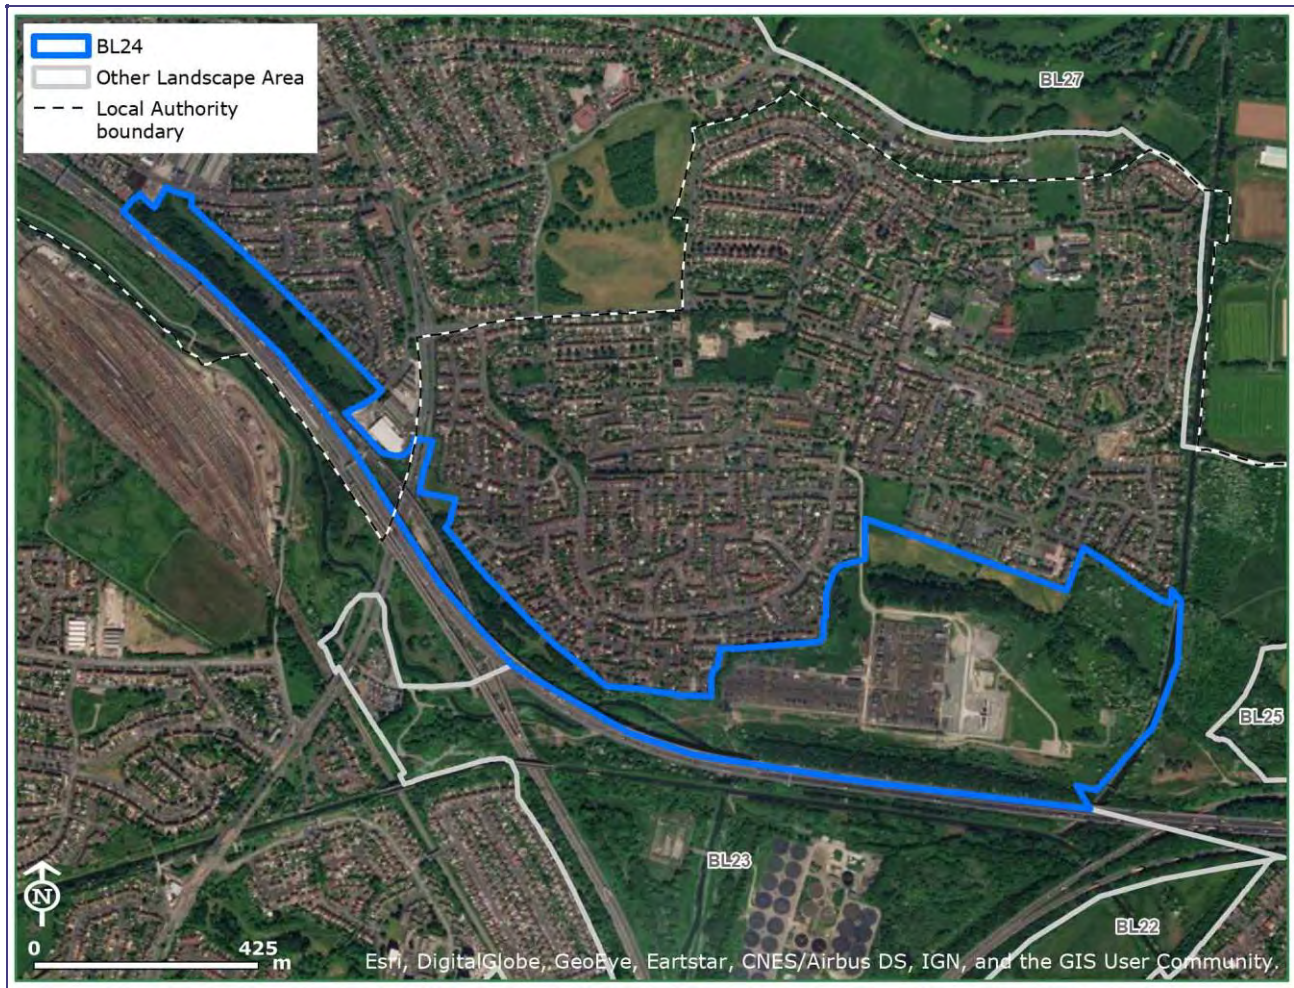 BL24
Other Landscape Area
Local Authority
boundary
BL27
BL25
BL23
BL22
N
0 425
m
Esri, DigitalGlobe, GeoEye, Eartstar, CNES/Airbus DS, IGN, and the GIS User Community.